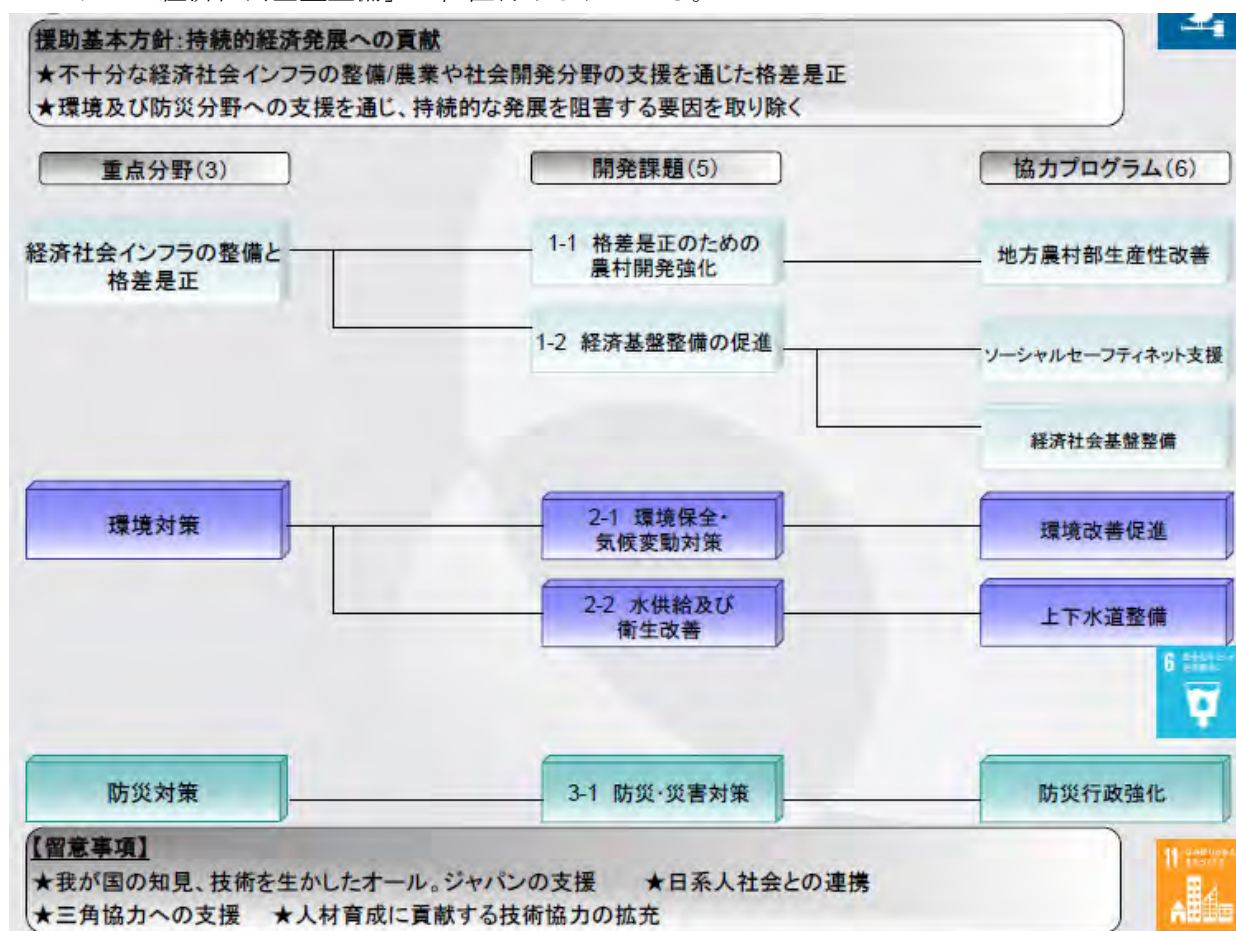 援助基本方針:持続的経済発展への貢献
★不十分な経済社会インフラの整備/農業や社会開発分野の支援を通じた格差是正
★環境及び防災分野への支援を通じ、持続的な発展を阻害する要因を取り除く
重点分野(3)
開発課題(5)
協力プログラム(6)
経済社会インフラの整備と
格差是正
1-1 格差是正のための
農村開発強化
地方農村部生産性改善
1-2 経済基盤整備の促進
ソーシャルセーフティネット支援
経済社会基盤整備
環境対策
2-1 環境保全・
気候変動対策
環境改善促進
2-2 水供給及び
衛生改善
上下水道整備
6
防災対策
3-1 防災・災害対策
防災行政強化
【留意事項】
★我が国の知見、技術を生かしたオール。ジャパンの支援 ★日系人社会との連携
★三角協力への支援 ★人材育成に貢献する技術協力の拡充
11